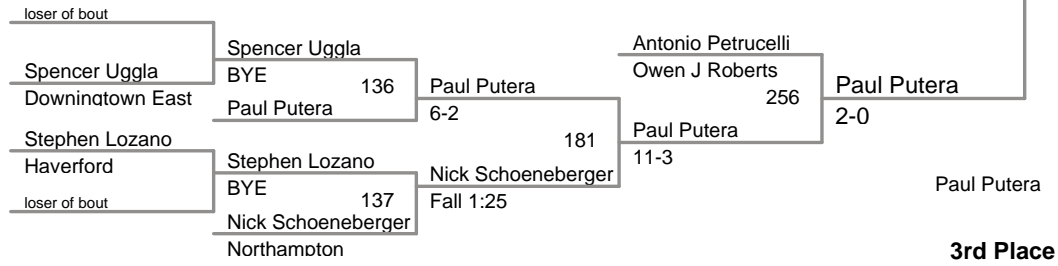 loser of bout
Spencer Uggla
Downingtown East
Stephen Lozano
Haverford
loser of bout
Spencer Uggla
BYE
136
Paul Putera
Stephen Lozano
BYE
137
Nick Schoeneberger
Northampton
Paul Putera
6-2
181
Nick Schoeneberger
Fall 1:25
Antonio Petrucelli
Owen J Roberts
256
Paul Putera
11-3
Paul Putera
2-0
Paul Putera
3rd Place